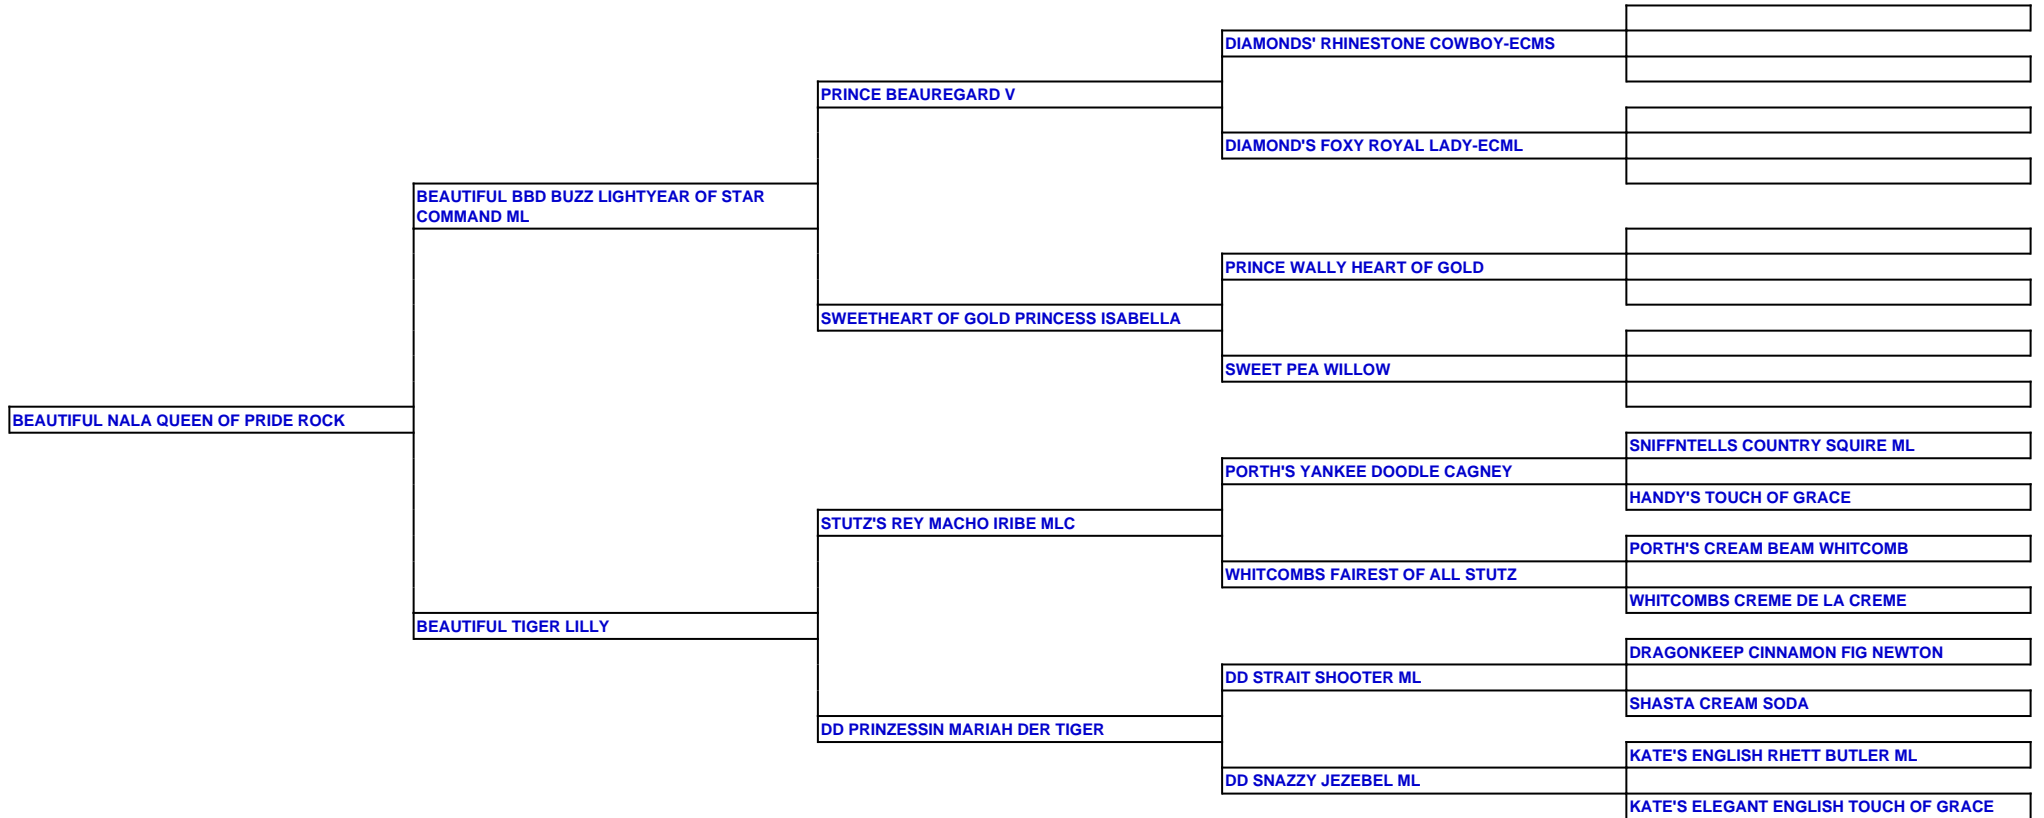 DIAMONDS' RHINESTONE COWBOY-ECMS
PRINCE BEAUREGARD V
DIAMOND'S FOXY ROYAL LADY-ECML
BEAUTIFUL BBD BUZZ LIGHTYEAR OF STAR
COMMAND ML
PRINCE WALLY HEART OF GOLD
SWEETHEART OF GOLD PRINCESS ISABELLA
SWEET PEA WILLOW
BEAUTIFUL NALA QUEEN OF PRIDE ROCK
SNIFFNTELLS COUNTRY SQUIRE ML
PORTH'S YANKEE DOODLE CAGNEY
HANDY'S TOUCH OF GRACE
STUTZ'S REY MACHO IRIBE MLC
PORTH'S CREAM BEAM WHITCOMB
WHITCOMBS FAIREST OF ALL STUTZ
WHITCOMBS CREME DE LA CREME
BEAUTIFUL TIGER LILLY
DRAGONKEEP CINNAMON FIG NEWTON
DD STRAIT SHOOTER ML
SHASTA CREAM SODA
DD PRINZESSIN MARIAH DER TIGER
KATE'S ENGLISH RHETT BUTLER ML
DD SNAZZY JEZEBEL ML
KATE'S ELEGANT ENGLISH TOUCH OF GRACE